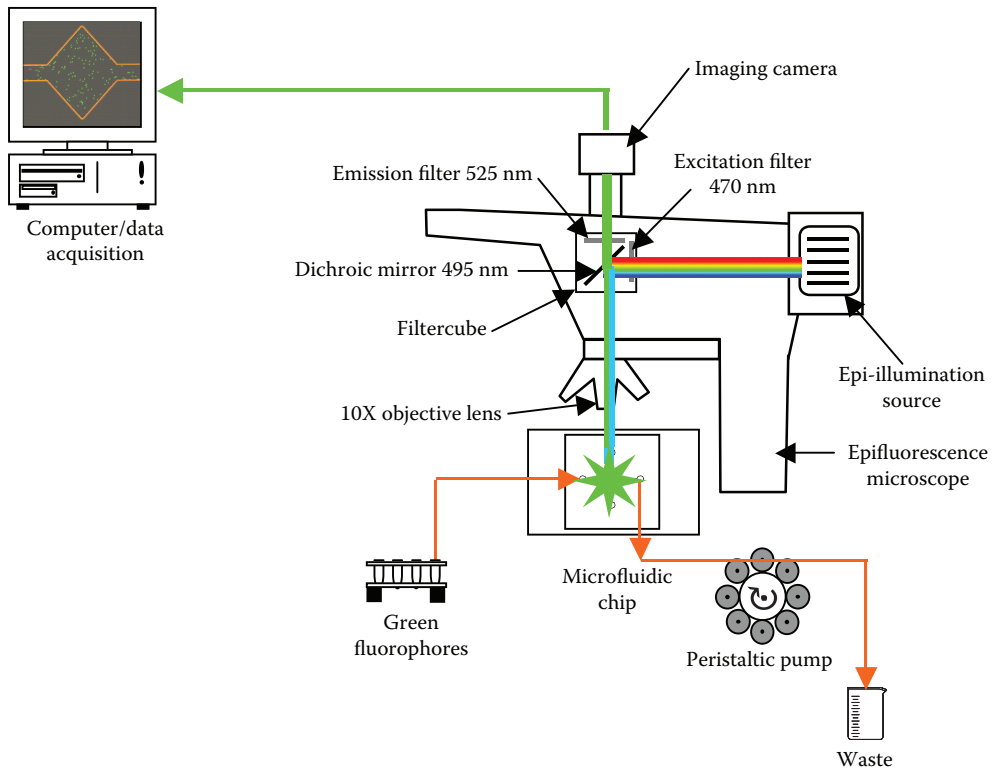 Imaging camera
Emission filter 525 nm
Excitation filter
470 nm
Computer/data
acquisition
Dichroic mirror 495 nm
Filtercube
Epi-illumination
source
10X objective lens
Epifluorescence
microscope
Microfluidic
chip
Green
fluorophores
Peristaltic pump
Waste